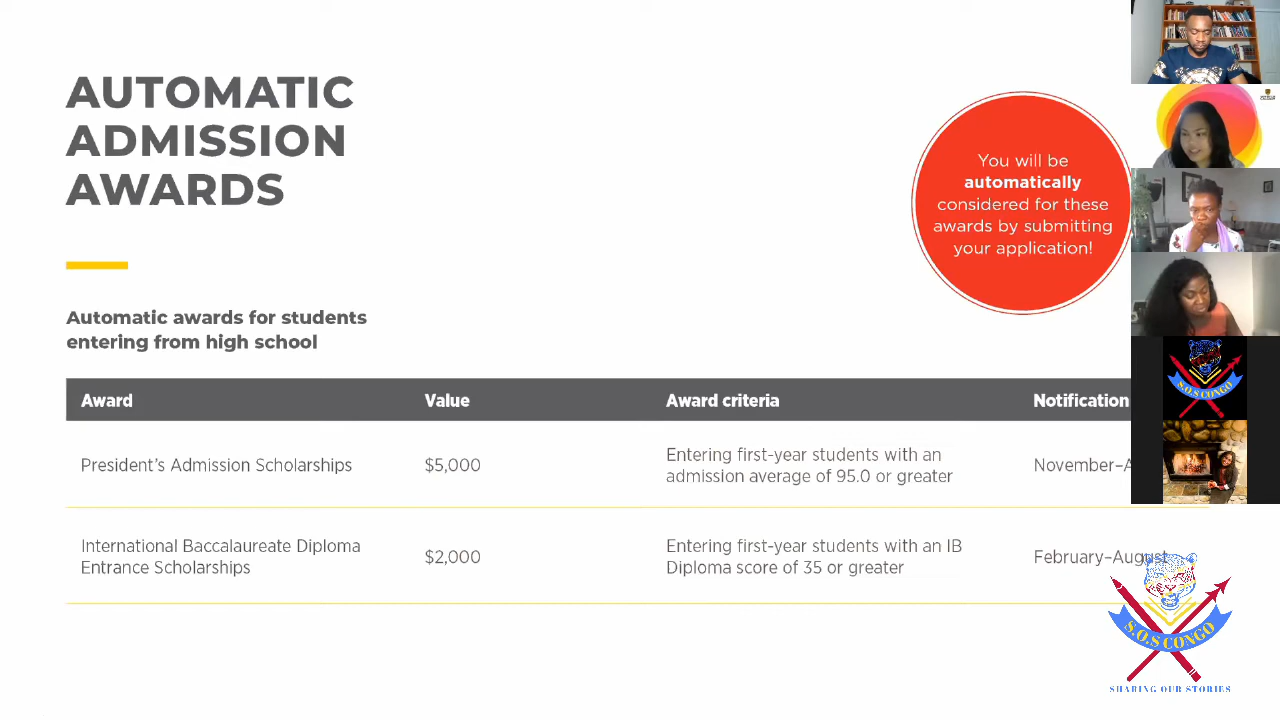 AUTOMATIC
ADMISSION
AWARDS
You will be
automatically
considered for these
awards by submitting
your application!
Automatic awards for students
entering from high school
Award Value Award criteria Notification
President's Admission Scholarships $5,000 Entering first-year students with an
admission average of 95.0 or greater
November–A
International Baccalaureate Diploma
Entrance Scholarships
$2,000 Entering first-year students with an IB
Diploma score of 35 or greater
February–August
S.O.S CONGO
S.O.S CONGO
SHARING OUR STORIES